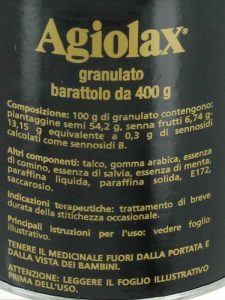 Agiolax®
granulato
barattolo da 400 g
Composizione: 100 g di granulato contengono:
piantaggine semi 54,2 g, senna frutti 6,74 g-
13,15 g equivalente a 0,3 g di sennosidi
calcolati come sennosidi B.
Altri componenti: talco, gomma arabica, essenza
di comino, essenza di salvia, essenza di menta,
paraffina liquida, paraffina solida, E172,
saccarosio.
Indicazioni terapeutiche: trattamento di breve
durata della stitichezza occasionale.
Principali istruzioni per l'uso: vedere foglio
illustrativo.
TENERE IL MEDICINALE FUORI DALLA PORTATA E
DALLA VISTA DEI BAMBINI.
ATTENZIONE: LEGGERE IL FOGLIO ILLUSTRATIVO
PRIMA DELL'USO.